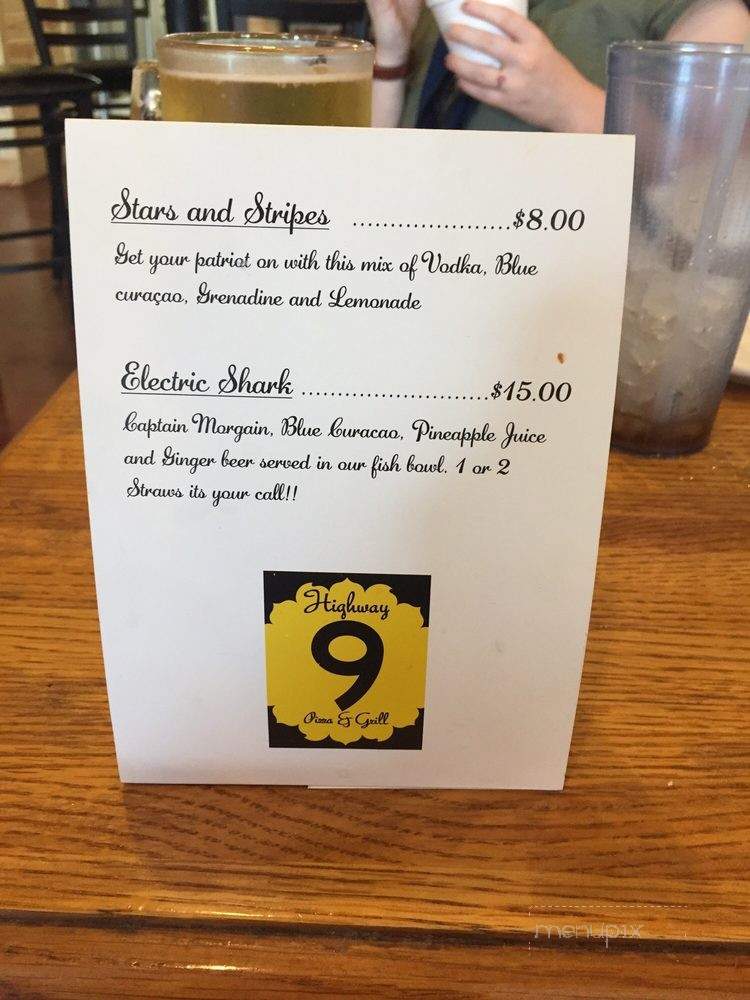 Stars and Stripes .....................$8.00
Get your patriot on with this mix of Vodka, Blue
curaçao, Grenadine and Lemonade
Electric Shark .........................$15.00
Captain Morgain, Blue Curacao, Pineapple Juice
and Ginger beer served in our fish bowl. 1 or 2
Straws its your call!!
Highway
9
Pizza & Grill
menupix